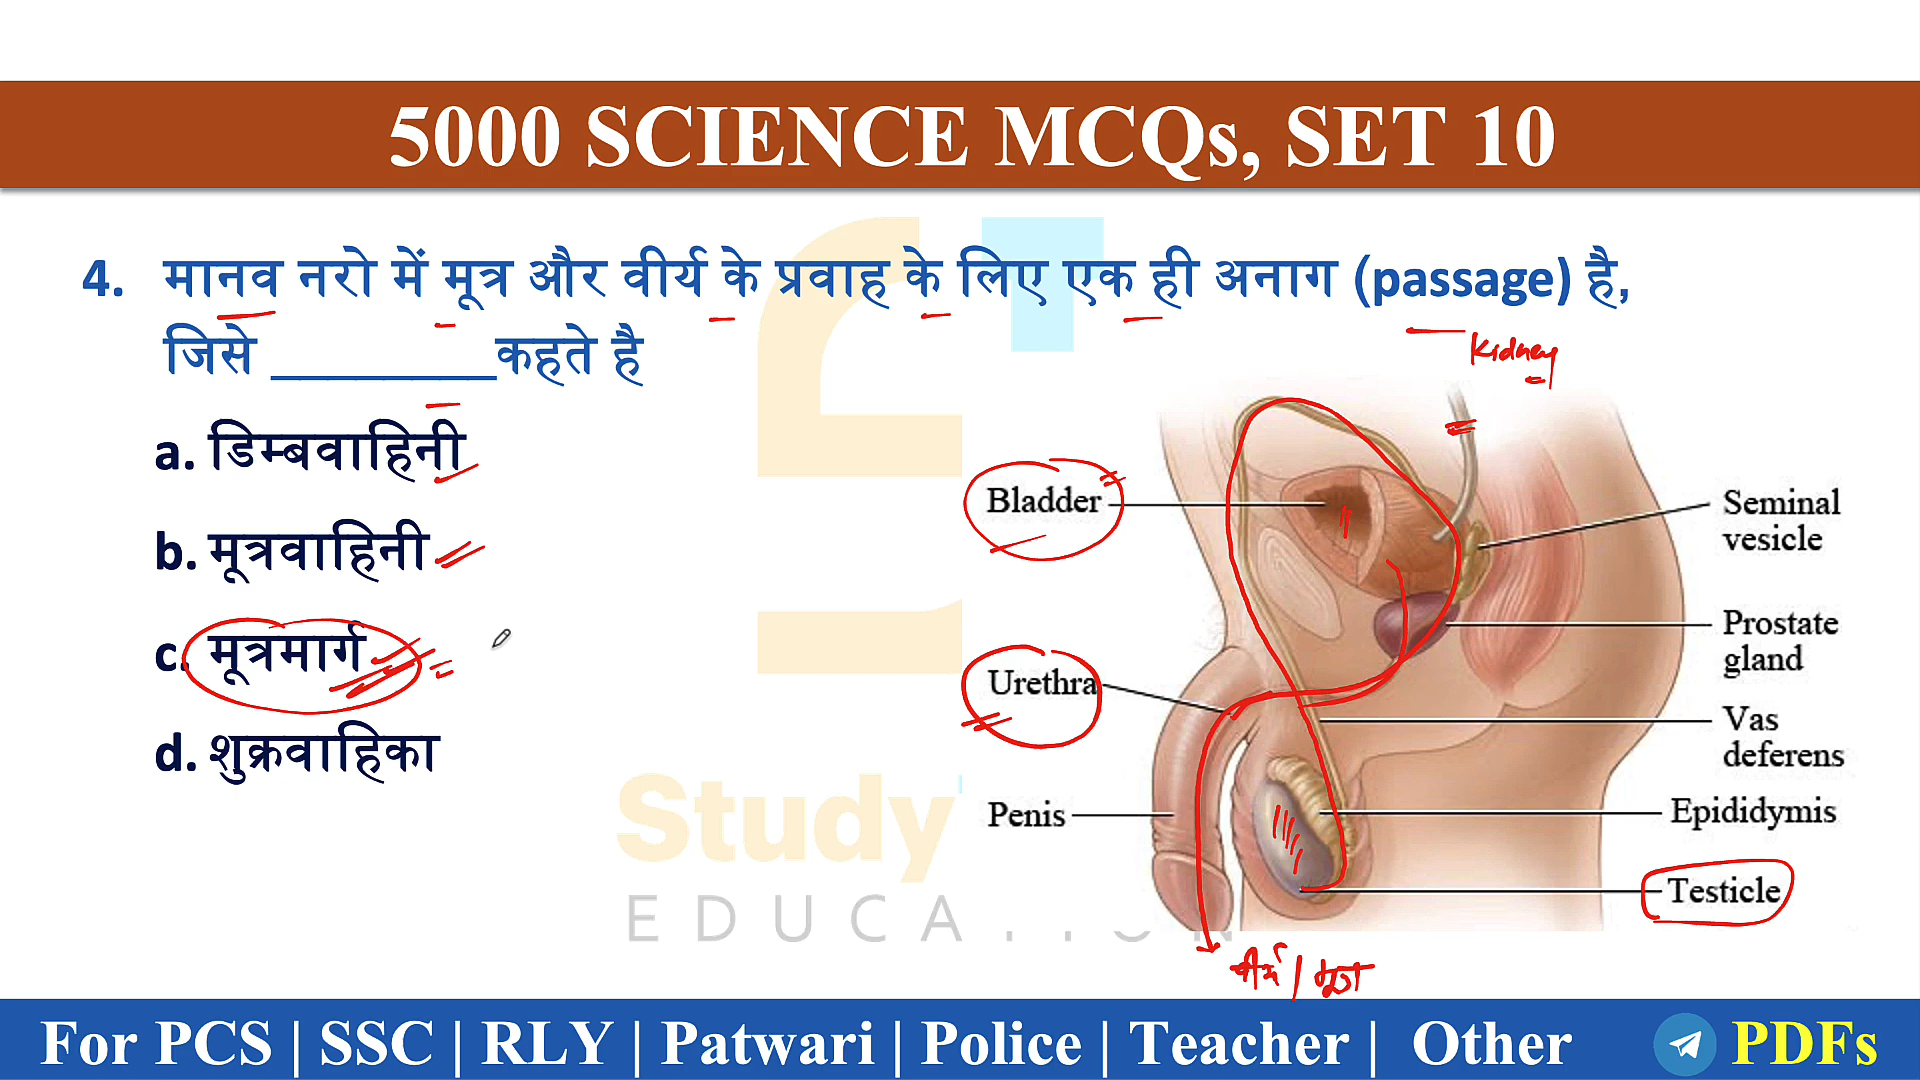 5000 SCIENCE MCQs, SET 10
4. मानव नरो में मूत्र और वीर्य के प्रवाह के लिए एक ही अनाग (passage) है,
जिसे ________कहते है
a. डिम्बवाहिनी
b. मूत्रवाहिनी
c. मूत्रमार्ग
d. शुक्रवाहिका
kidney
Bladder
Urethra
Penis
Seminal
vesicle
Prostate
gland
Vas
deferens
Epididymis
Testicle
वीर्य / मूत्र
Study
EDUCATION
For PCS | SSC | RLY | Patwari | Police | Teacher | Other
PDFs